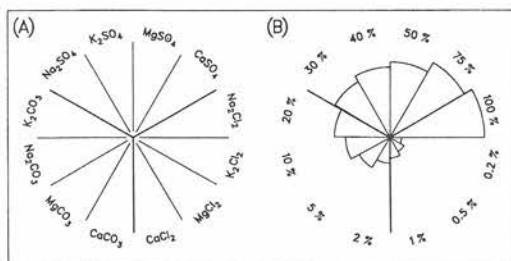 (A)
K₂SO₄
MgSO₄
Na₂SO₄
CaSO₄
K₂CO₃
Na₂Cl₂
Na₂CO₃
K₂Cl₂
MgCO₃
MgCl₂
CaCO₃
CaCl₂
(B)
40 %
50 %
30 %
75 %
20 %
100 %
10 %
0.2 %
5 %
0.5 %
2 %
1 %